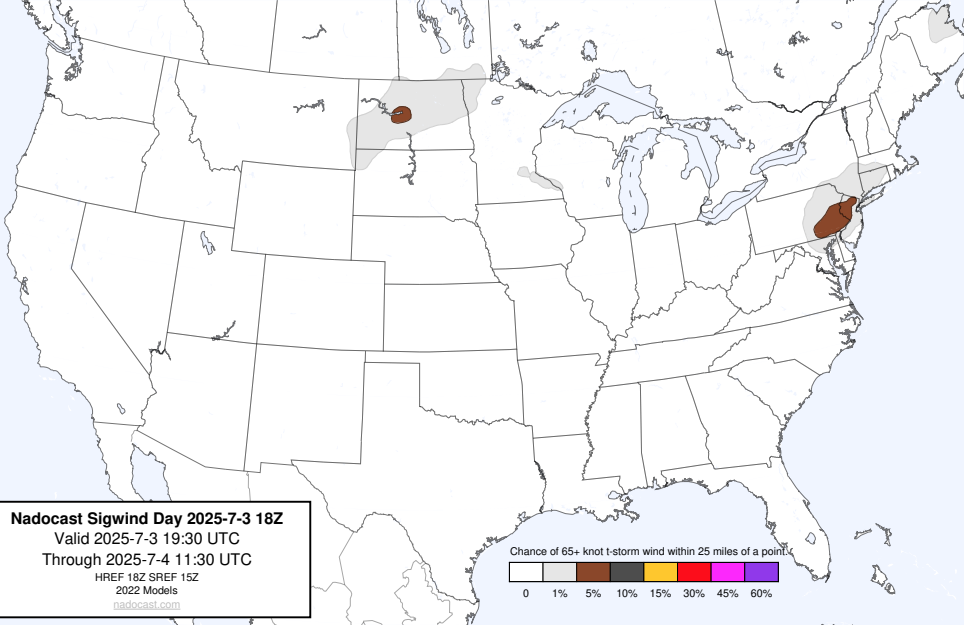 Nadocast Sigwind Day 2025-7-3 18Z
Valid 2025-7-3 19:30 UTC
Through 2025-7-4 11:30 UTC
HREF 18Z SREF 15Z
2022 Models
nadocast.com
Chance of 65+ knot t-storm wind within 25 miles of a point.
0 1% 5% 10% 15% 30% 45% 60%